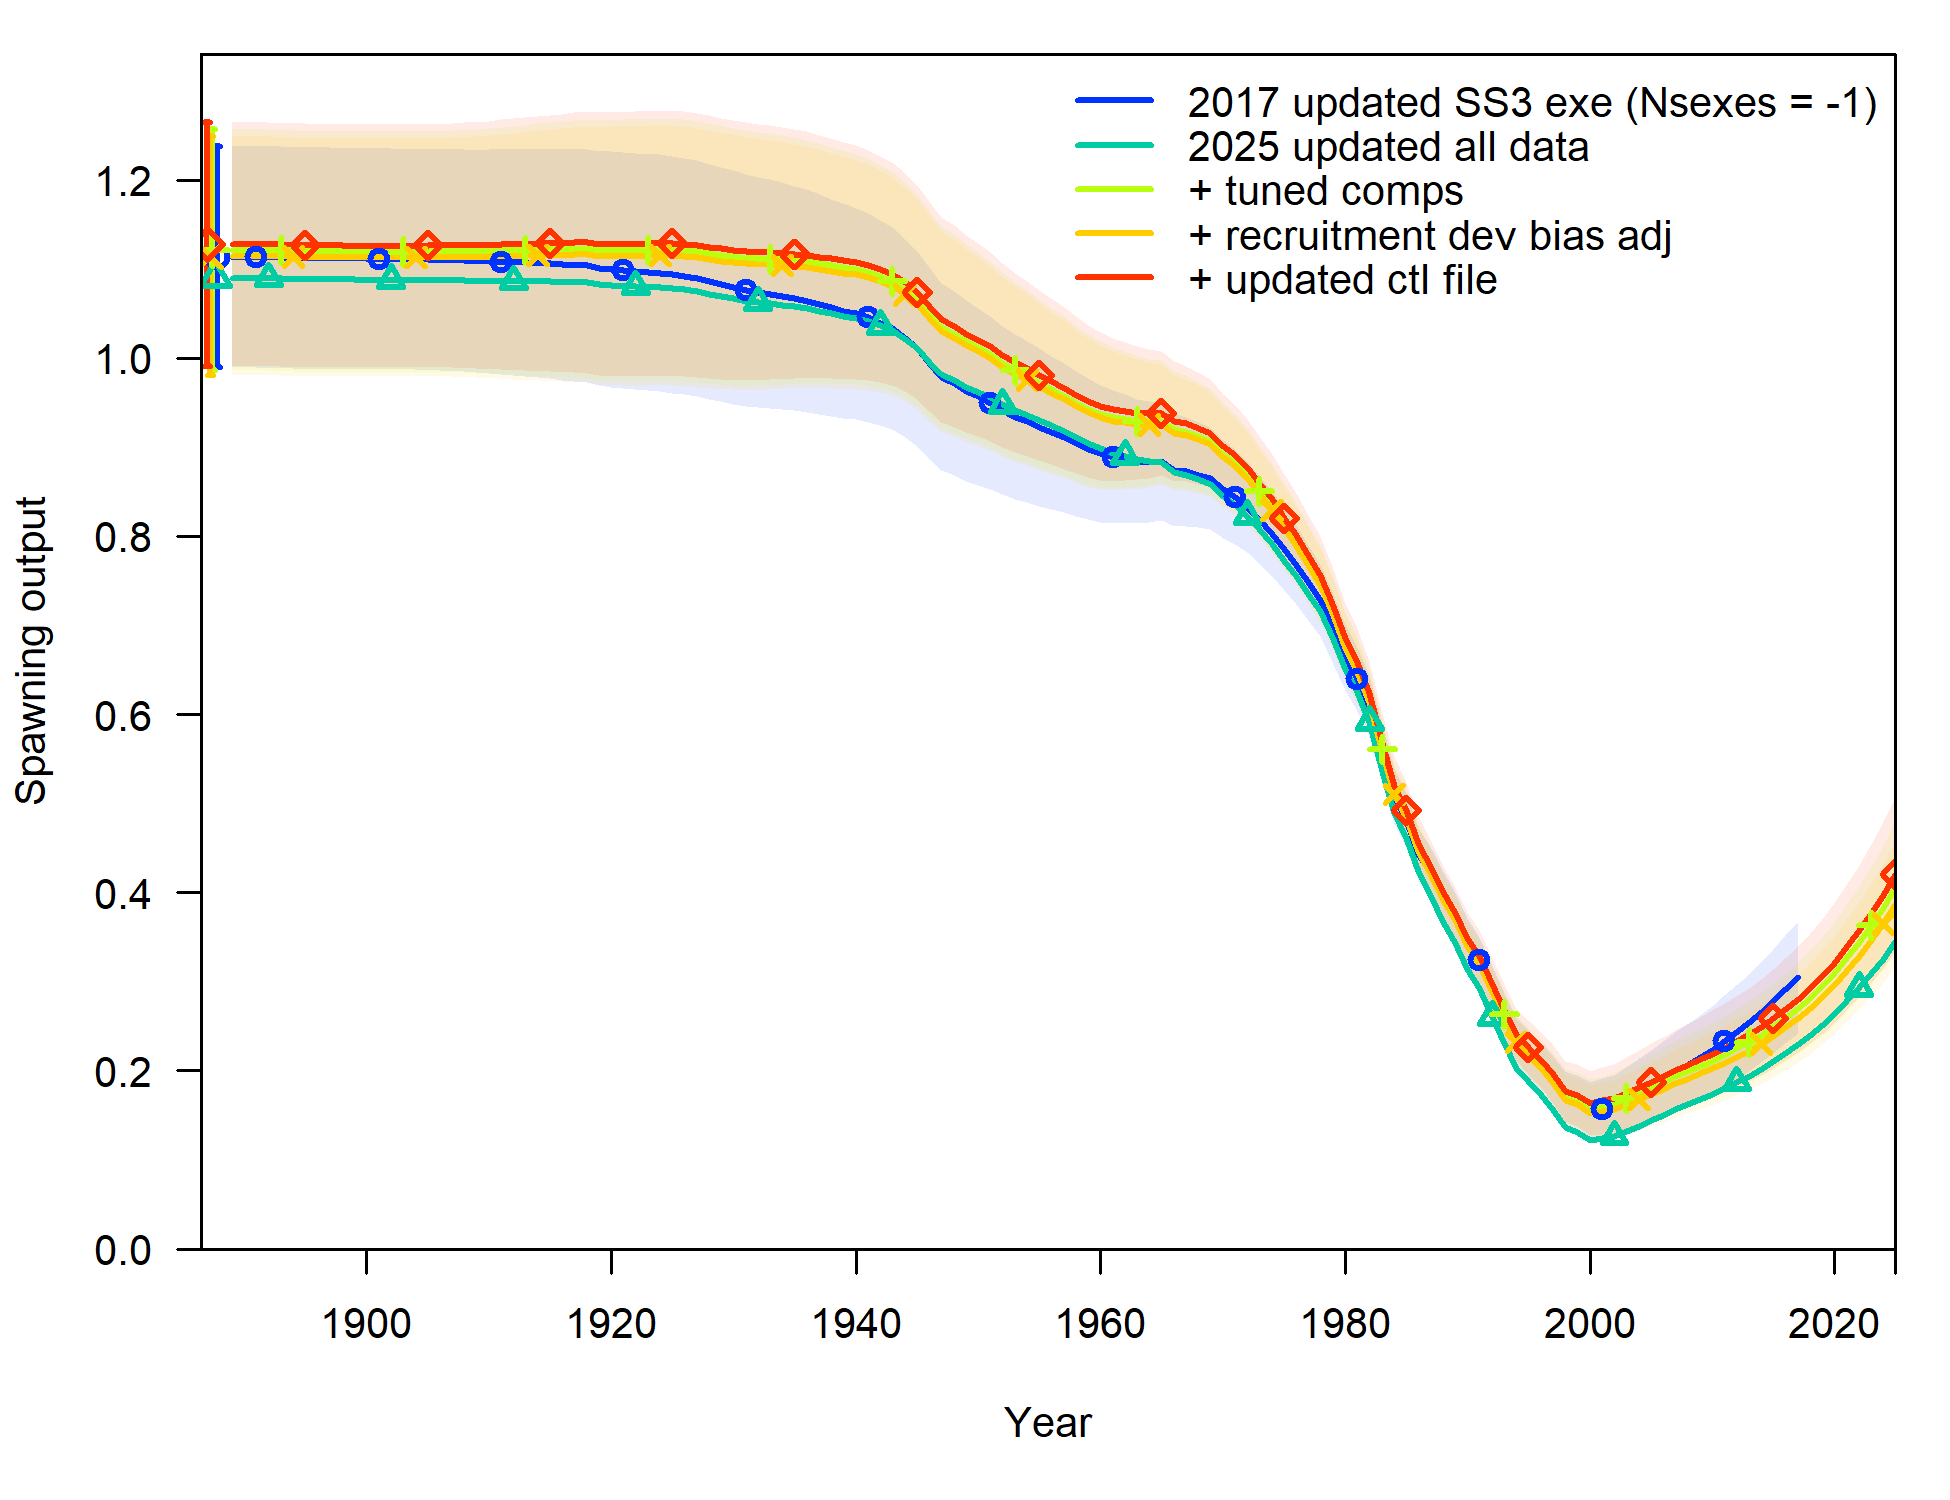 2017 updated SS3 exe (Nsexes = -1)
2025 updated all data
+ tuned comps
+ recruitment dev bias adj
+ updated ctl file
Spawning output
1.2
1.0
0.8
0.6
0.4
0.2
0.0
1900 1920 1940 1960 1980 2000 2020
Year